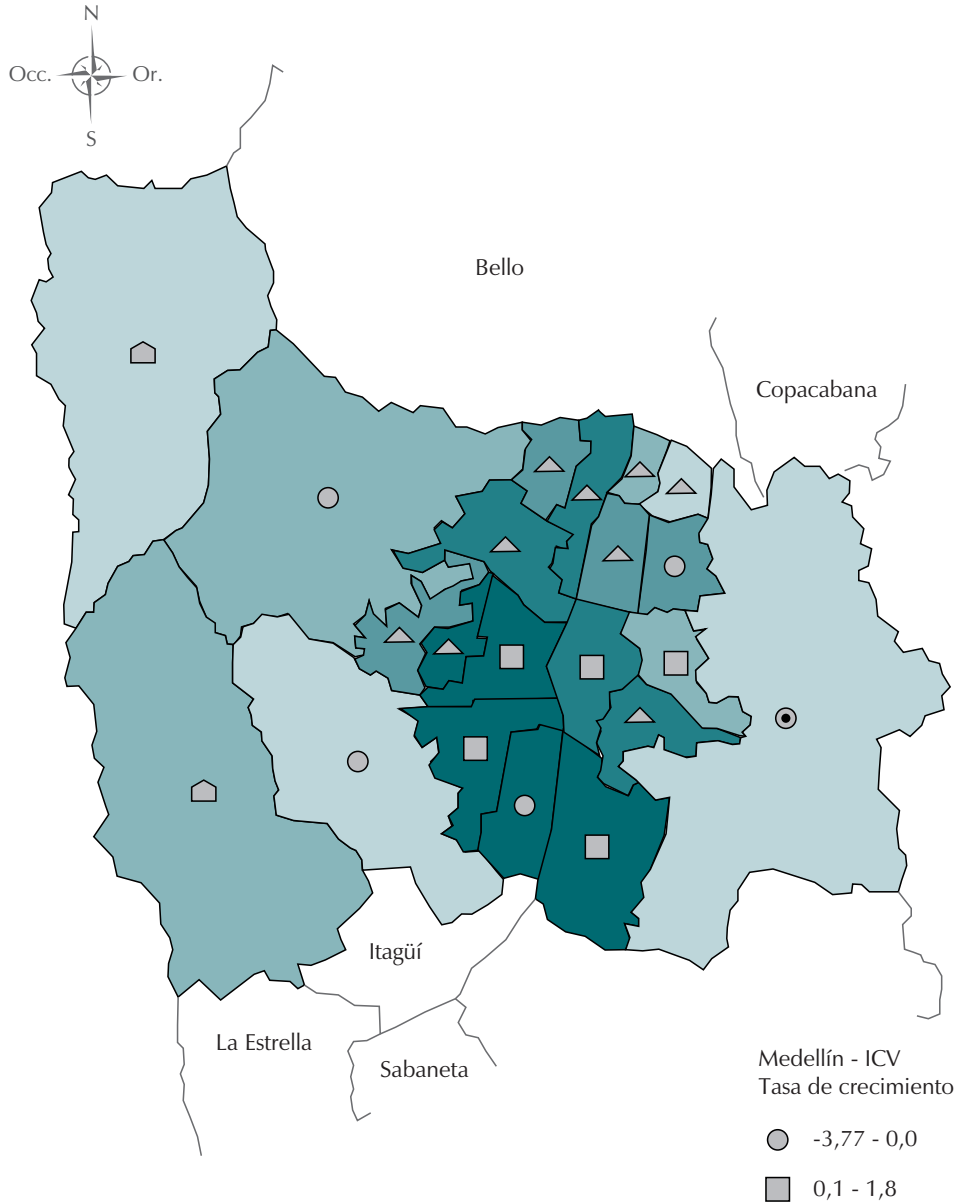 N
Occ.
Or.
S
Bello
Copacabana
Itagüí
La Estrella
Sabaneta
Medellín - ICV
Tasa de crecimiento
-3,77 - 0,0
0,1 - 1,8